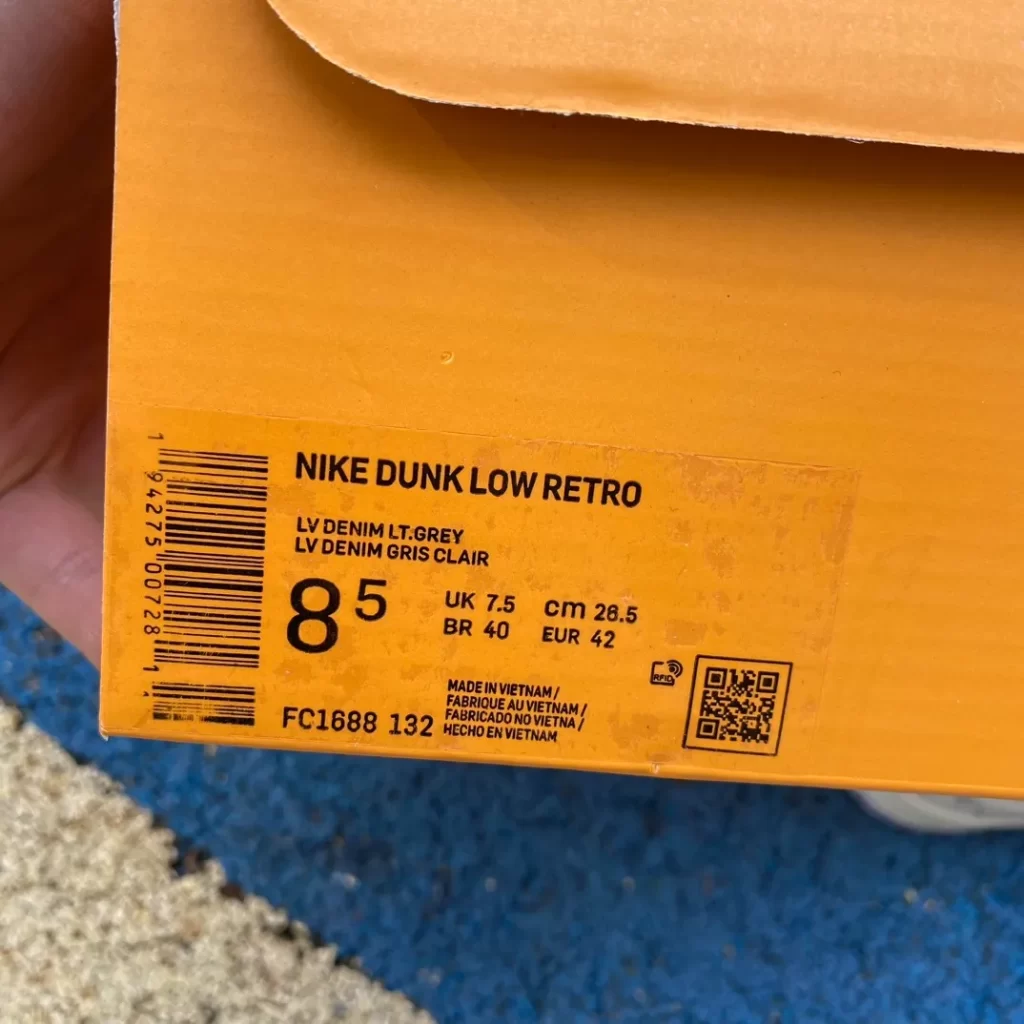 NIKE DUNK LOW RETRO
LV DENIM LT.GREY
LV DENIM GRIS CLAIR
8 5
UK 7.5 cm 26.5
BR 40 EUR 42
RFID
MADE IN VIETNAM /
FABRIQUE AU VIETNAM /
FABRICADO NO VIETNA /
HECHO EN VIETNAM
FC1688 132
1 94275 00728 1